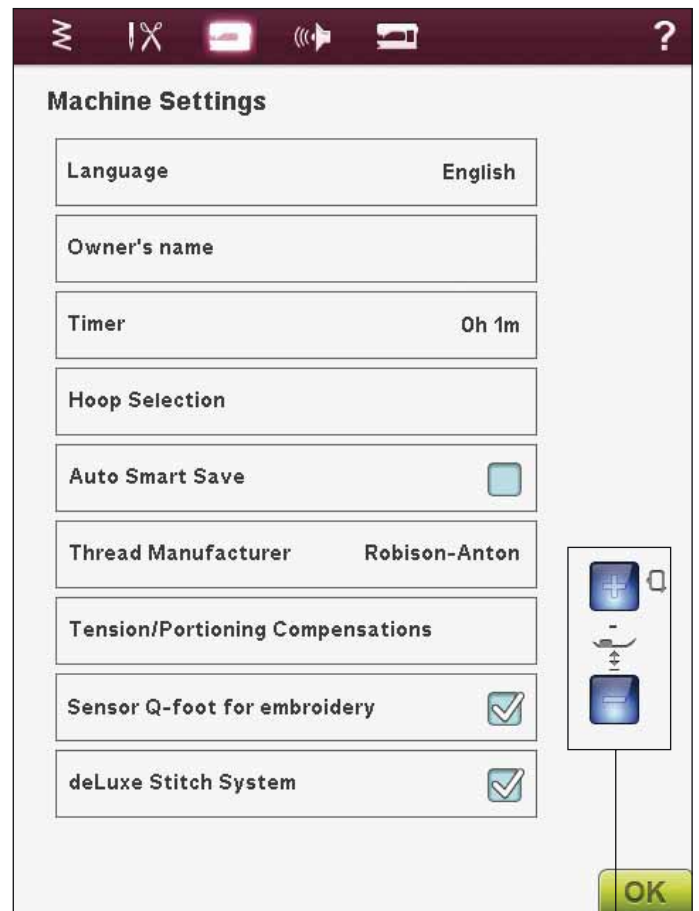 ?
Machine Settings
Language English
Owner's name
Timer 0h 1m
Hoop Selection
Auto Smart Save
Thread Manufacturer Robison-Anton
Tension/Portioning Compensations
Sensor Q-foot for embroidery
deLuxe Stitch System
+
-
-
OK